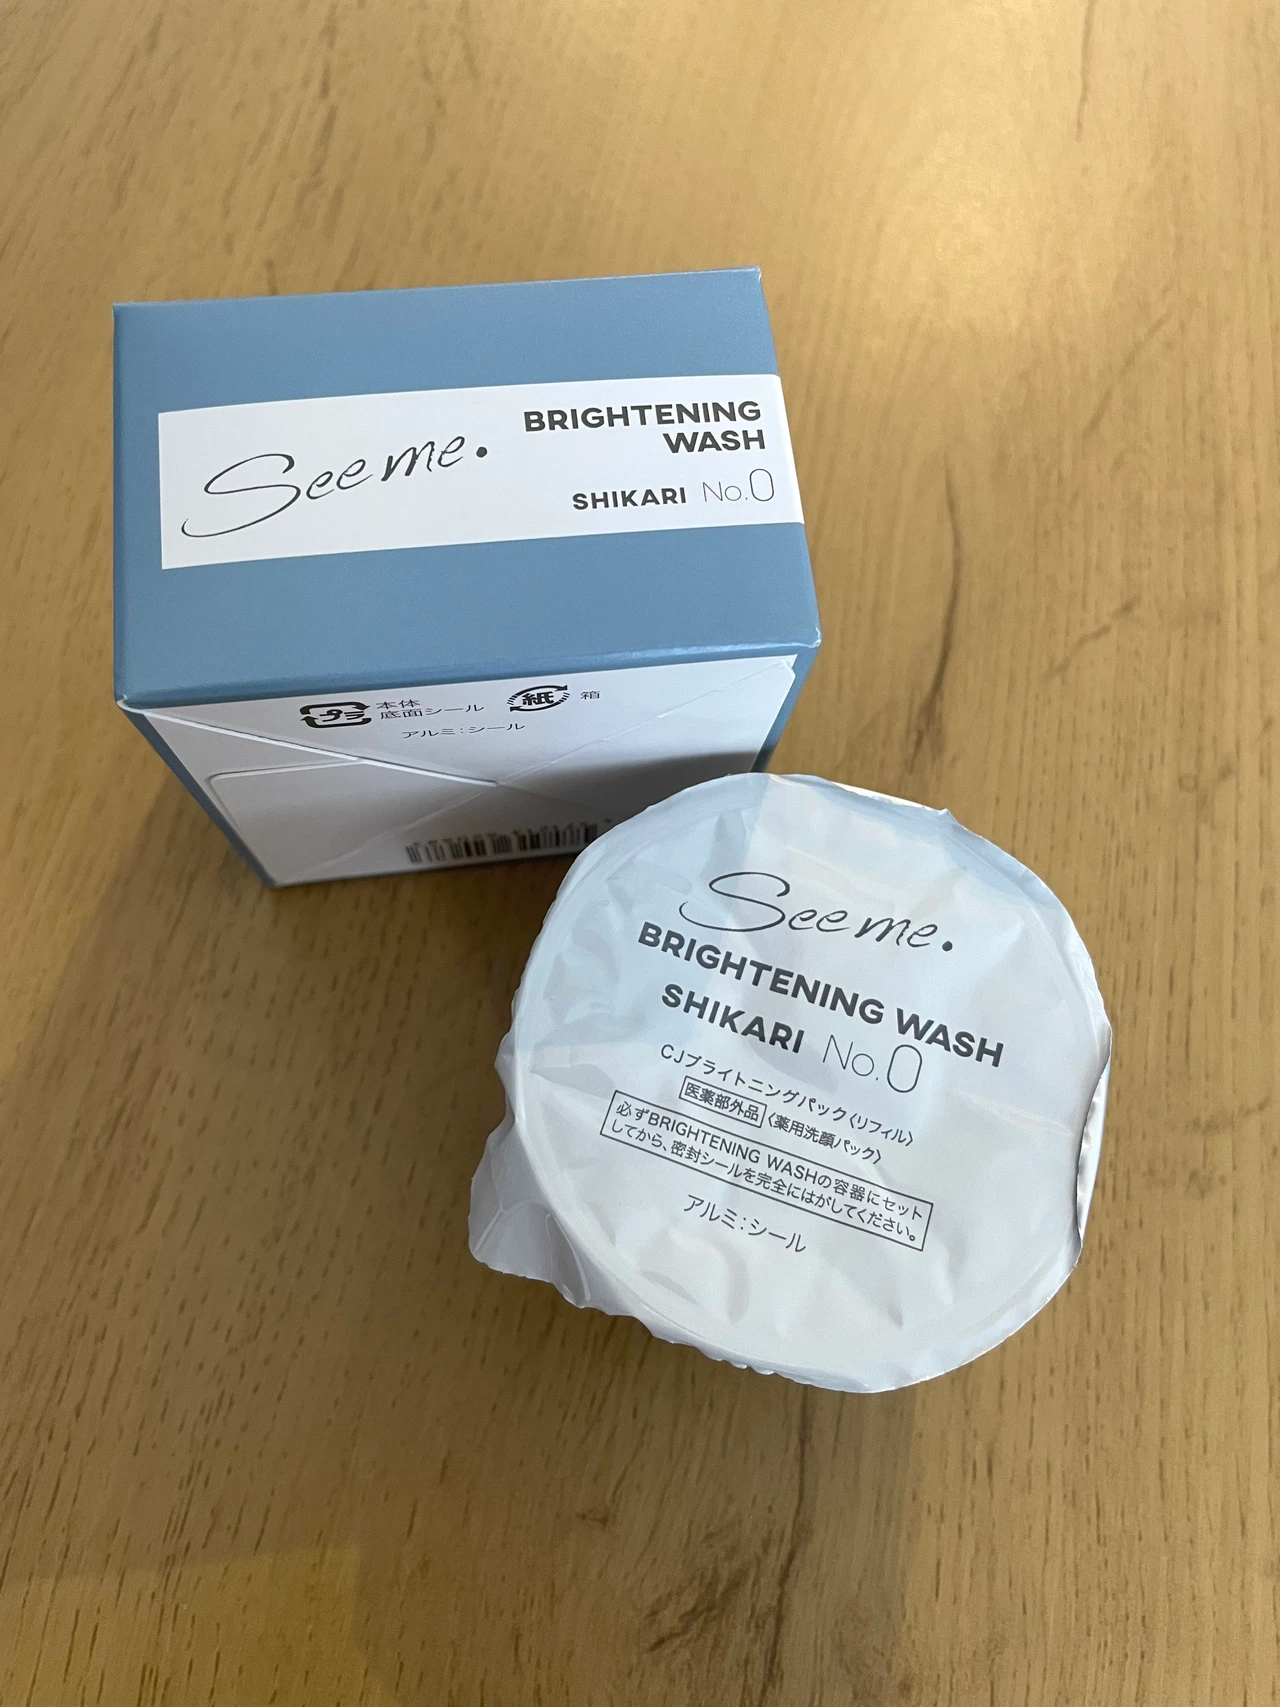 See me.
BRIGHTENING
WASH
SHIKARI No.0
プラ
本体
底面シール
紙
箱
アルミ:シール
See me.
BRIGHTENING WASH
SHIKARI No.0
CJブライトニングパック〈リフィル〉
医薬部外品〈薬用洗顔パック〉
必ずBRIGHTENING WASHの容器にセット
してから、密封シールを完全にはがしてください。
アルミ:シール